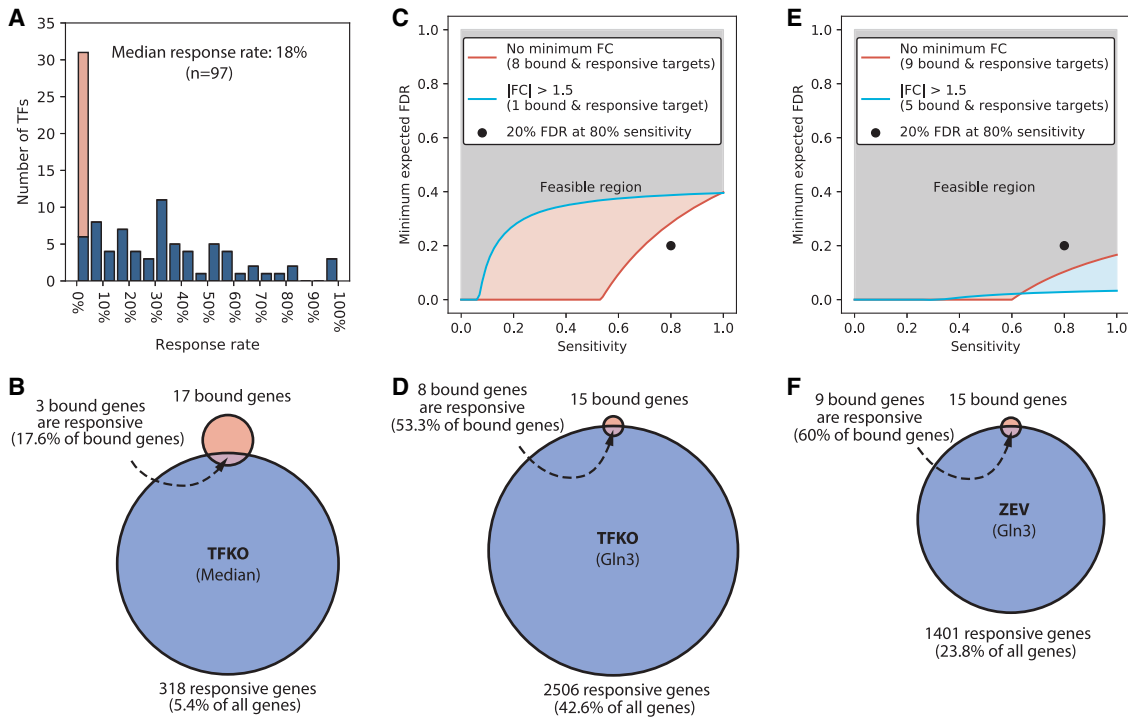 A
Median response rate: 18%
(n=97)
Number of TFs
35
30
25
20
15
10
5
0
0%
10%
20%
30%
40%
50%
60%
70%
80%
90%
100%
Response rate
B
3 bound genes
are responsive
(17.6% of bound genes)
17 bound genes
TFKO
(Median)
318 responsive genes
(5.4% of all genes)
C
No minimum FC
(8 bound & responsive targets)
|FC| > 1.5
(1 bound & responsive target)
20% FDR at 80% sensitivity
Feasible region
Minimum expected FDR
1.0
0.8
0.6
0.4
0.2
0.0
0.0
0.2
0.4
0.6
0.8
1.0
Sensitivity
D
8 bound genes
are responsive
(53.3% of bound genes)
15 bound genes
TFKO
(Gln3)
2506 responsive genes
(42.6% of all genes)
E
No minimum FC
(9 bound & responsive targets)
|FC| > 1.5
(5 bound & responsive targets)
20% FDR at 80% sensitivity
Feasible region
Minimum expected FDR
1.0
0.8
0.6
0.4
0.2
0.0
0.0
0.2
0.4
0.6
0.8
1.0
Sensitivity
F
9 bound genes
are responsive
(60% of bound genes)
15 bound genes
ZEV
(Gln3)
1401 responsive genes
(23.8% of all genes)